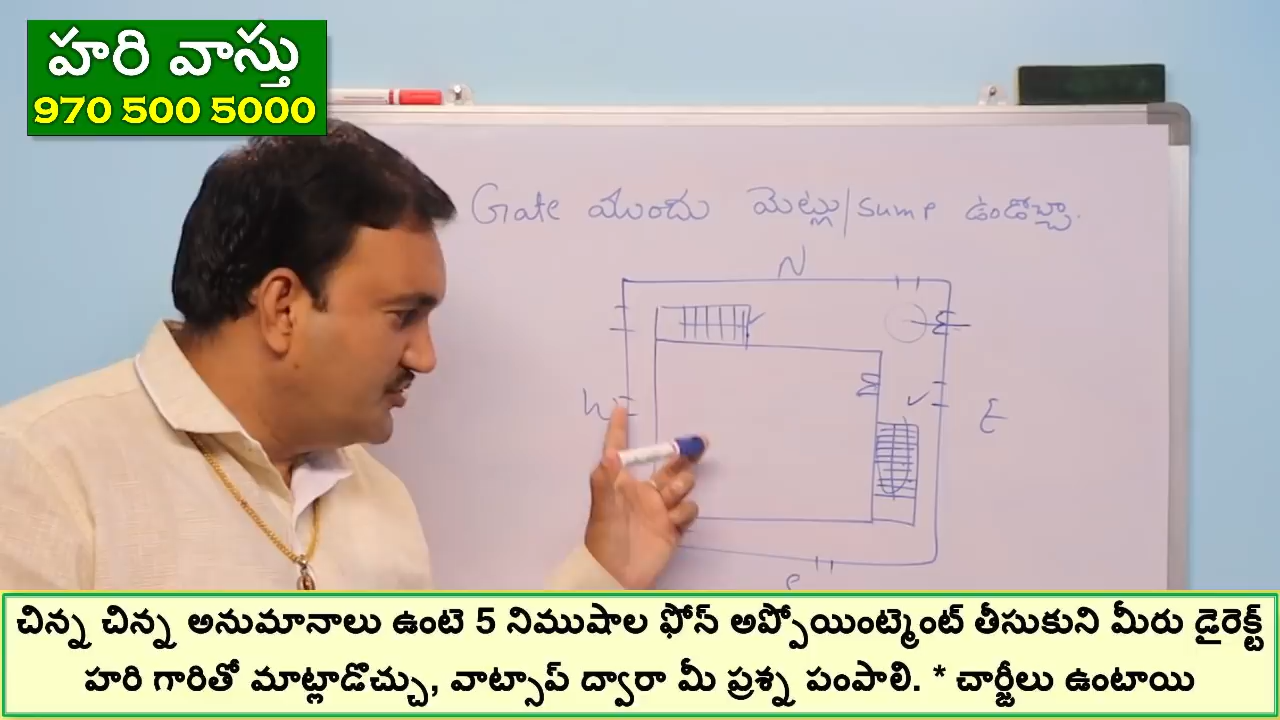 హరి వాస్తు
970 500 5000
Gate ముందు మెట్లు/sump ఉండొచ్చా.
N
W
E
చిన్న చిన్న అనుమానాలు ఉంటె 5 నిముషాల ఫోన్ అప్పోయింట్మెంట్ తీసుకుని మీరు డైరెక్ట్
హరి గారితో మాట్లాడొచ్చు, వాట్సాప్ ద్వారా మీ ప్రశ్న పంపాలి. * చార్జీలు ఉంటాయి